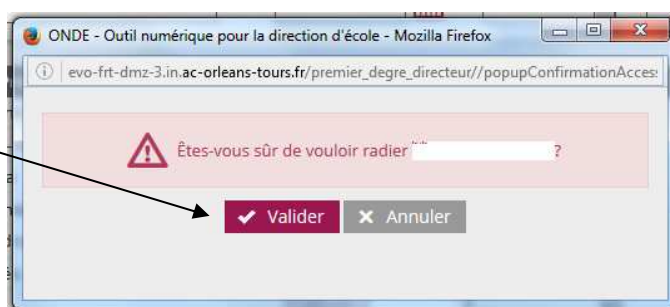 ONDE - Outil numérique pour la direction d'école - Mozilla Firefox
evo-frt-dmz-3.in.ac-orleans-tours.fr/premier_degre_directeur//popupConfirmationAcces
Êtes-vous sûr de vouloir radier ?
Valider
Annuler